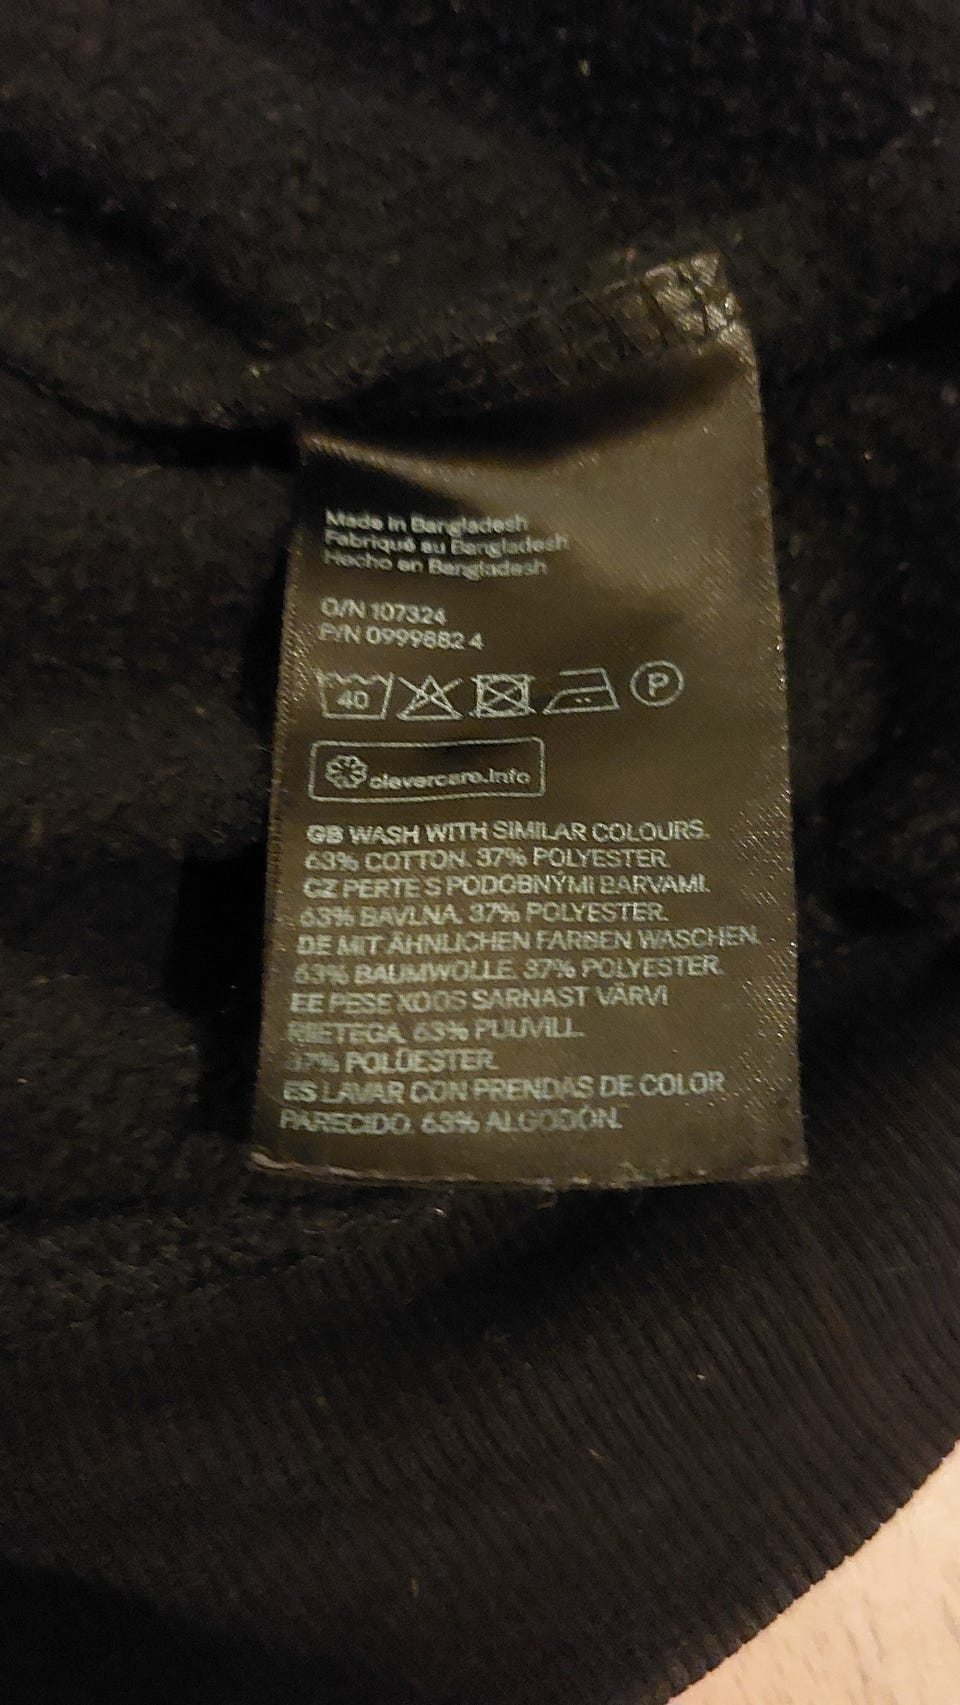 Made in Bangladesh
Fabriqué au Bangladesh
Hecho en Bangladesh
O/N 107324
P/N 0999882 4
40 P
clevercare.info
GB WASH WITH SIMILAR COLOURS.
63% COTTON. 37% POLYESTER.
CZ PERTE S PODOBNÝMI BARVAMI.
63% BAVLNA. 37% POLYESTER.
DE MIT ÄHNLICHEN FARBEN WASCHEN.
63% BAUMWOLLE. 37% POLYESTER.
EE PESE KOOS SARNAST VÄRVI
RIIETEGA. 63% PUUVILL.
37% POLÜESTER.
ES LAVAR CON PRENDAS DE COLOR
PARECIDO. 63% ALGODÓN.